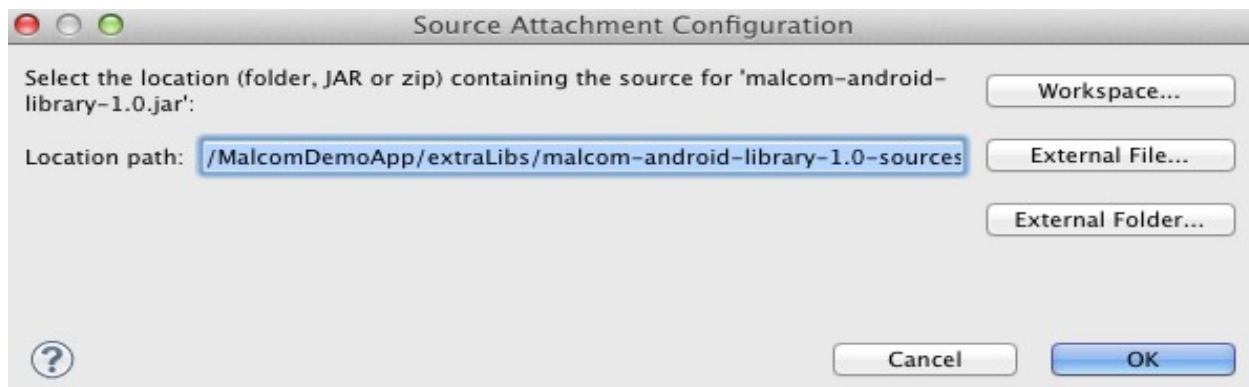 Source Attachment Configuration
Select the location (folder, JAR or zip) containing the source for 'malcom-android-
library-1.0.jar':
Workspace...
Location path: /MalcomDemoApp/extraLibs/malcom-android-library-1.0-sources
External File...
External Folder...
?
Cancel
OK